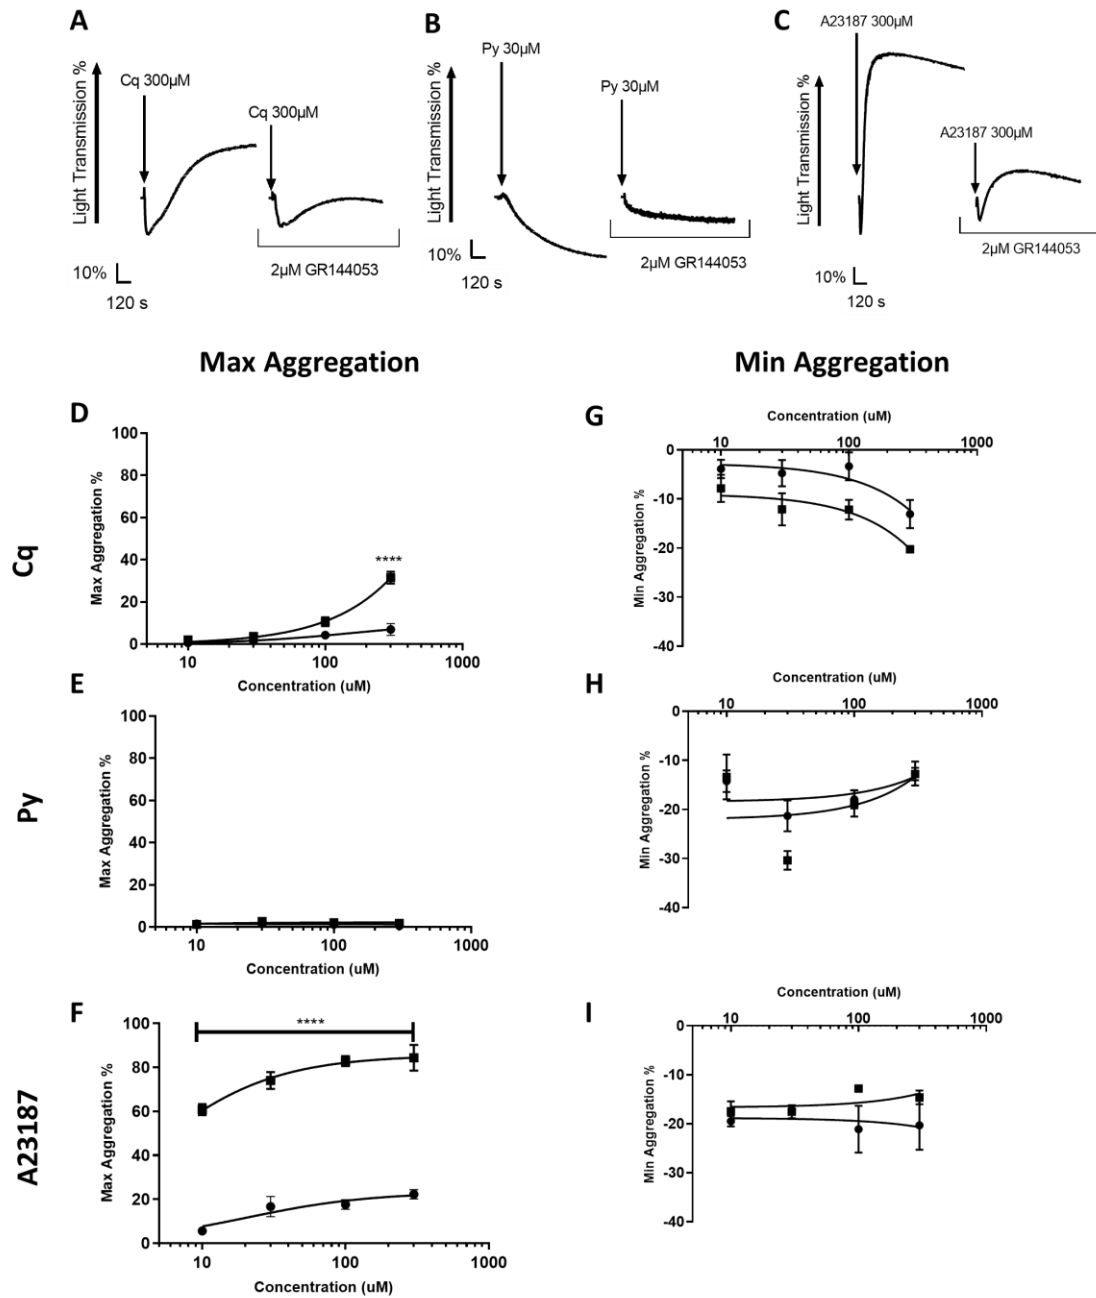 A
B
C
Light Transmission %
Cq 300µM
Cq 300µM
10%
120 s
2µM GR144053
Light Transmission %
Py 30µM
Py 30µM
10%
120 s
2µM GR144053
Light Transmission %
A23187 300µM
A23187 300µM
10%
120 s
2µM GR144053
Max Aggregation
Min Aggregation
Cq
D
Max Aggregation %
100
80
60
40
20
0
****
10
100
1000
Concentration (uM)
G
Concentration (uM)
10
100
1000
Min Aggregation %
0
-10
-20
-30
-40
Py
E
Max Aggregation %
100
80
60
40
20
0
10
100
1000
Concentration (uM)
H
Concentration (uM)
10
100
1000
Min Aggregation %
0
-10
-20
-30
-40
A23187
F
Max Aggregation %
100
80
60
40
20
0
****
10
100
1000
Concentration (uM)
I
Concentration (uM)
10
100
1000
Min Aggregation %
0
-10
-20
-30
-40